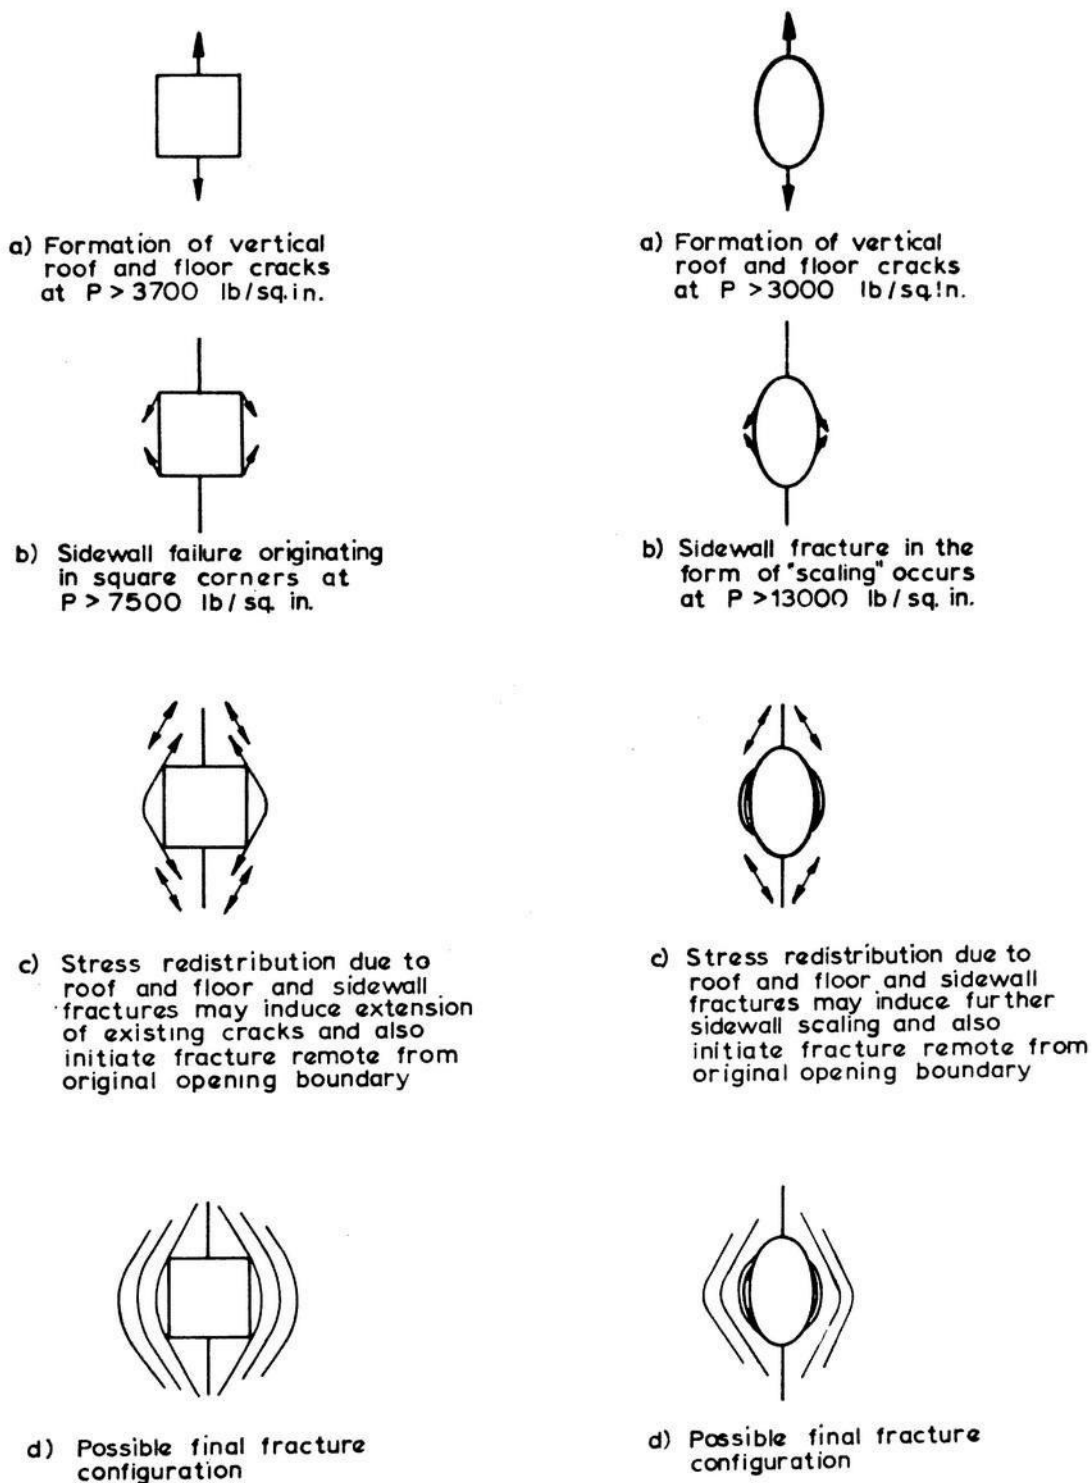 a) Formation of vertical
roof and floor cracks
at P > 3700 lb/sq.in.
a) Formation of vertical
roof and floor cracks
at P >3000 lb/sq!n.
b) Sidewall failure originating
in square corners at
P > 7500 lb/sq. in.
b) Sidewall fracture in the
form of "scaling" occurs
at P >13000 lb/sq. in.
c) Stress redistribution due to
roof and floor and sidewall
fractures may induce extension
of existing cracks and also
initiate fracture remote from
original opening boundary
c) Stress redistribution due to
roof and floor and sidewall
fractures may induce further
sidewall scaling and also
initiate fracture remote from
original opening boundary
d) Possible final fracture
configuration
d) Possible final fracture
configuration